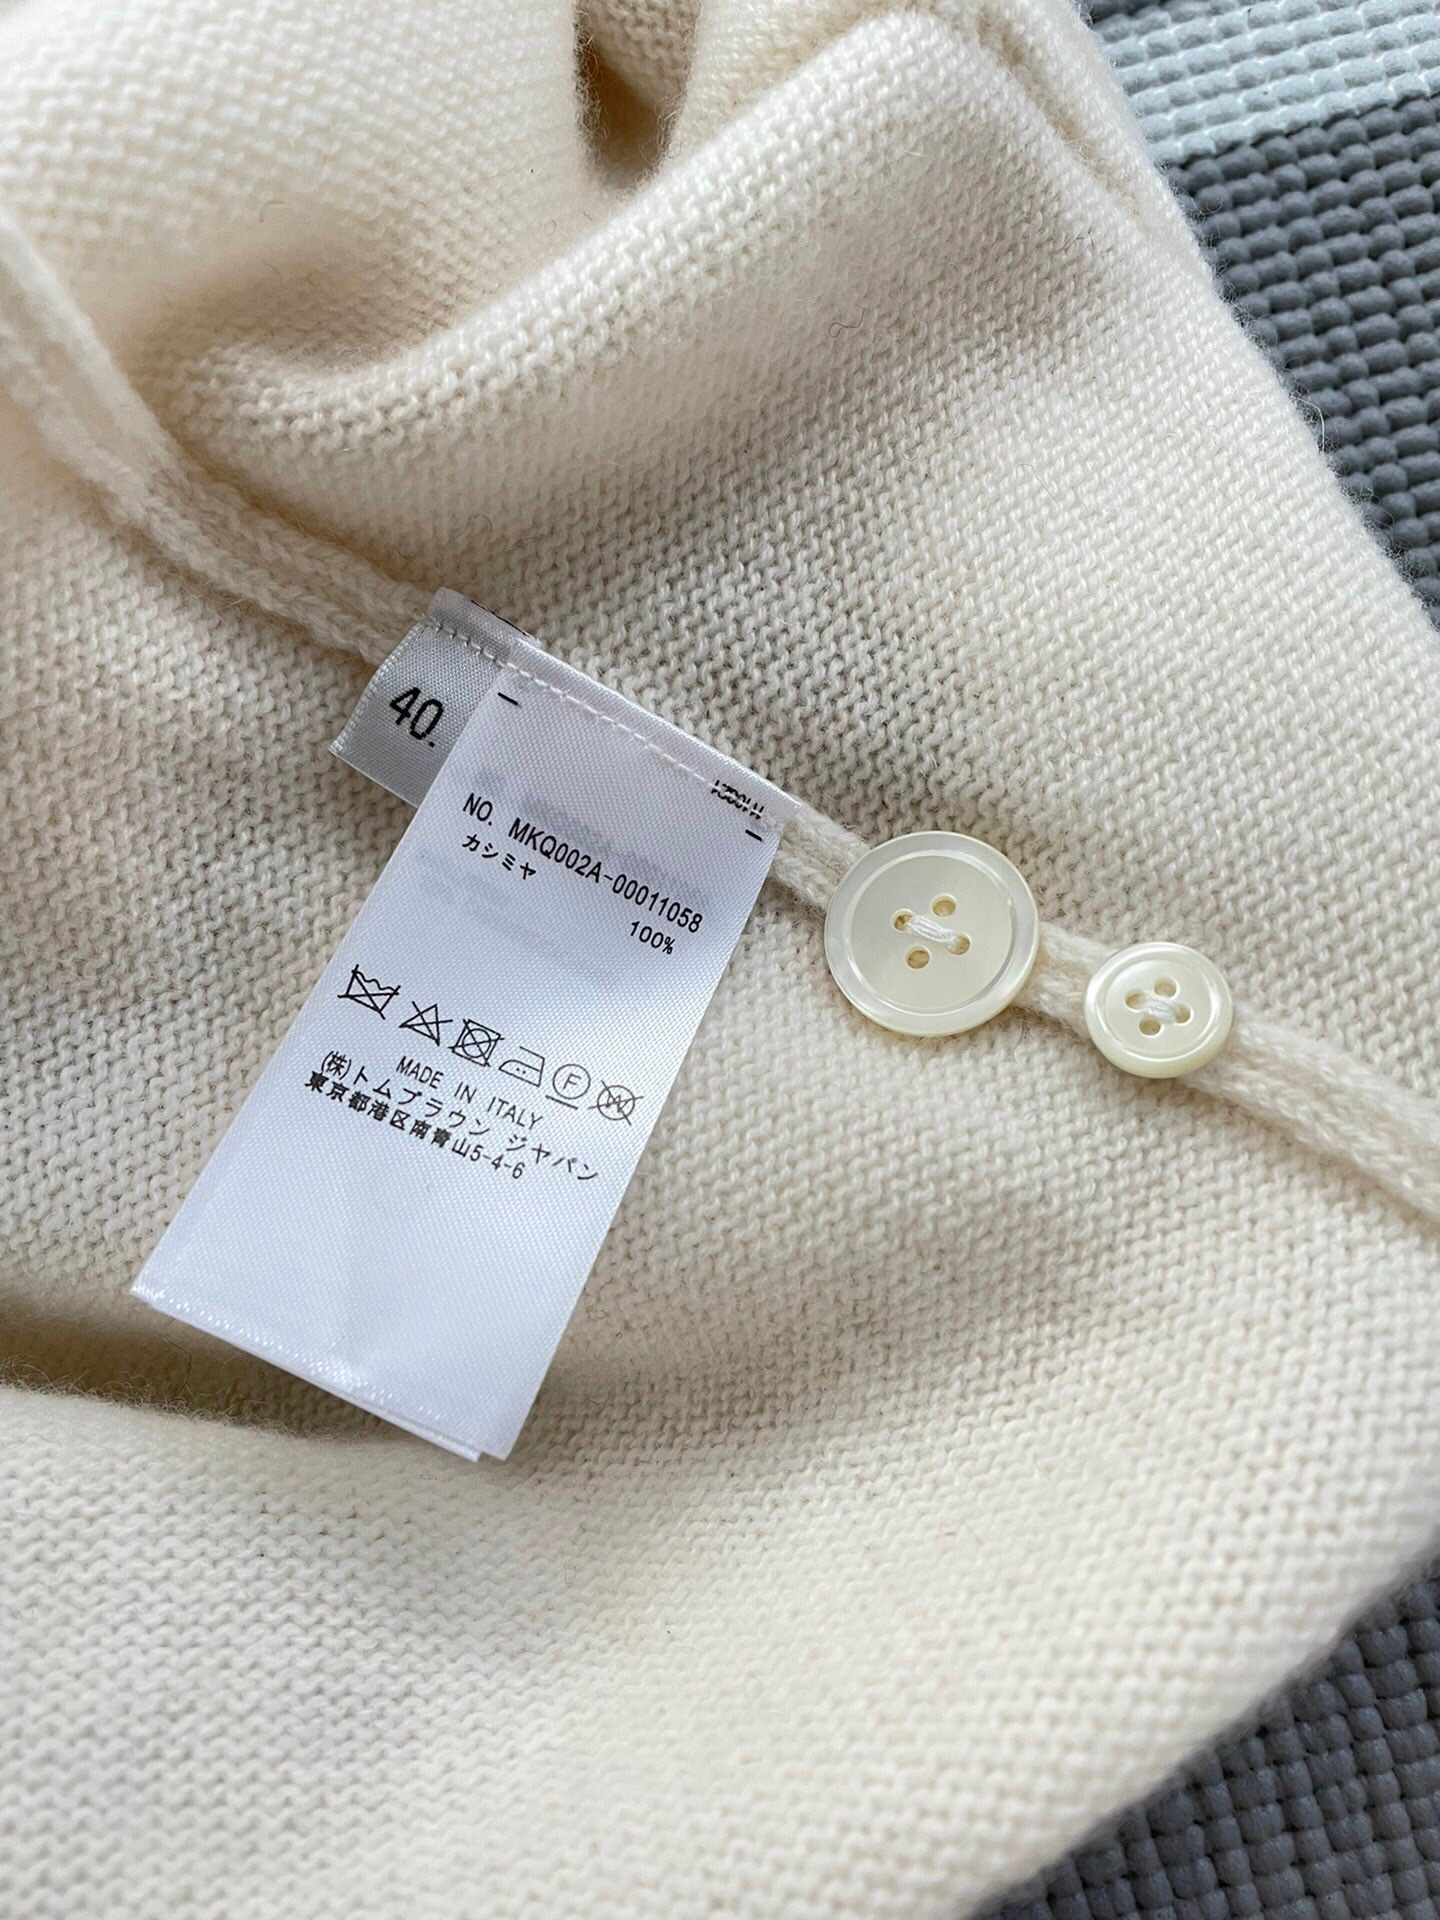 40.
NO. MKQ002A-00011058
カシミヤ
100%
F W
MADE IN ITALY
(株)トムブラウン ジャパン
東京都港区南青山5-4-6